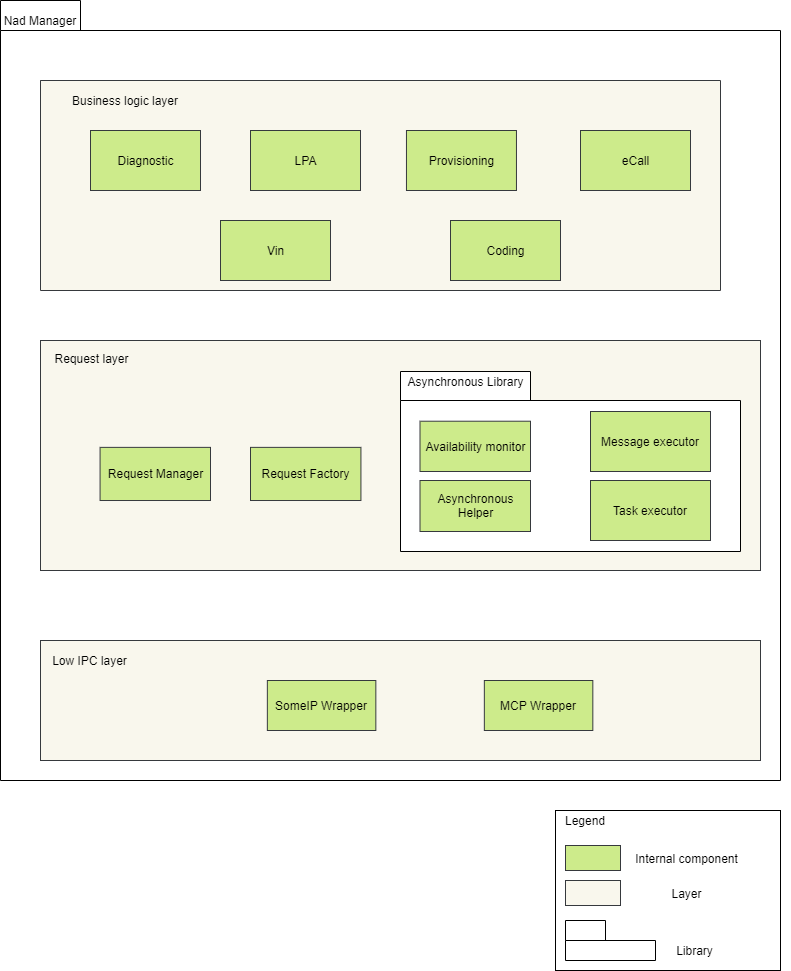 Nad Manager
Business logic layer
Diagnostic
LPA
Provisioning
eCall
Vin
Coding
Request layer
Asynchronous Library
Request Manager
Request Factory
Availability monitor
Message executor
Asynchronous
Helper
Task executor
Low IPC layer
SomeIP Wrapper
MCP Wrapper
Legend
Internal component
Layer
Library